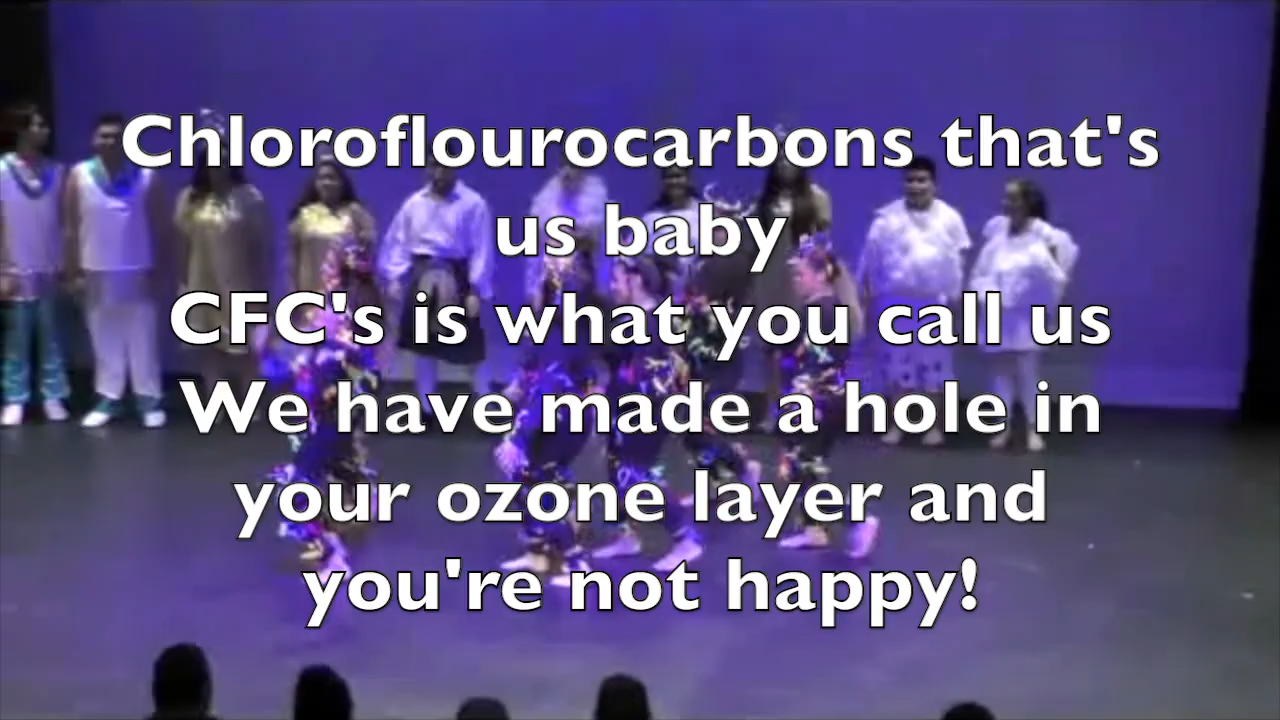 Chloroflourocarbons that's
us baby
CFC's is what you call us
We have made a hole in
your ozone layer and
you're not happy!